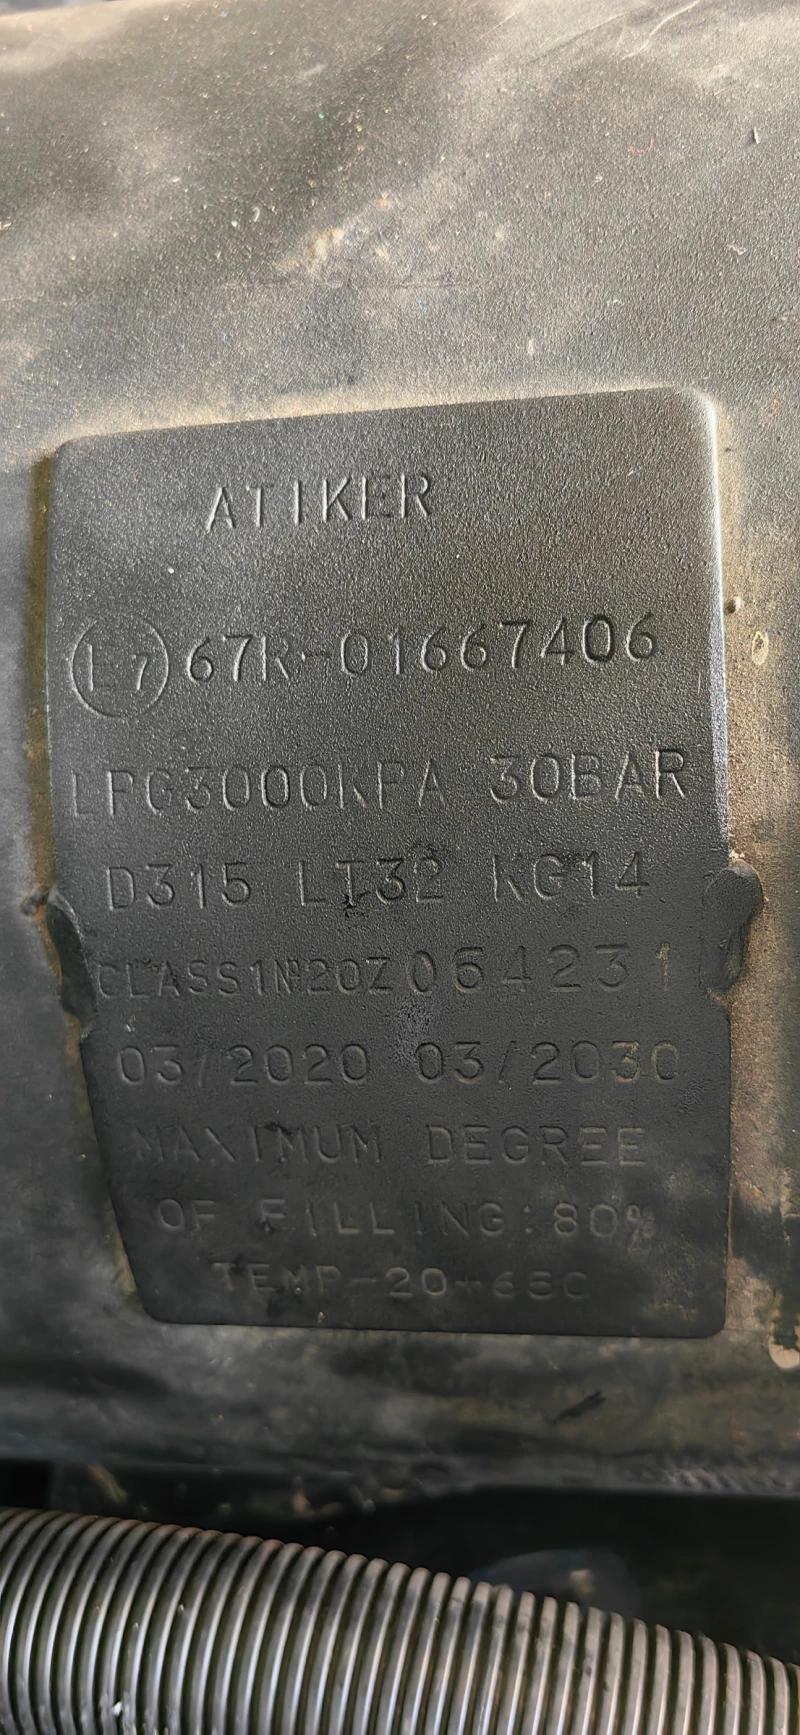 ATIKER
E7 67R-01667406
LPG3000KPA 30BAR
D315 LT32 KG14
CLASS1№20Z064231
03/2020 03/2030
MAXIMUM DEGREE
OF FILLING:80%
TEMP-20+65C